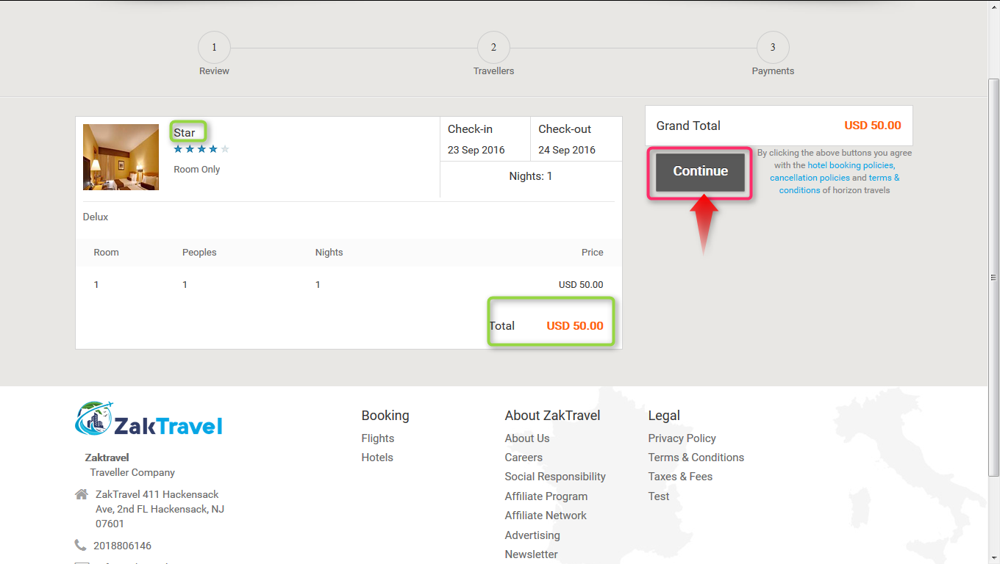 1
2
3
Review
Travellers
Payments
Star
Room Only
Check-in
23 Sep 2016
Check-out
24 Sep 2016
Nights: 1
Grand Total
USD 50.00
Continue
By clicking the above buttons you agree
with the hotel booking policies,
cancellation policies and terms &
conditions of horizon travels
Delux
Room Peoples Nights Price
1 1 1 USD 50.00
Total USD 50.00
ZakTravel
Zaktravel
Traveller Company
ZakTravel 411 Hackensack
Ave, 2nd FL Hackensack, NJ
07601
2018806146
Booking
Flights
Hotels
About ZakTravel
About Us
Careers
Social Responsibility
Affiliate Program
Affiliate Network
Advertising
Newsletter
Legal
Privacy Policy
Terms & Conditions
Taxes & Fees
Test